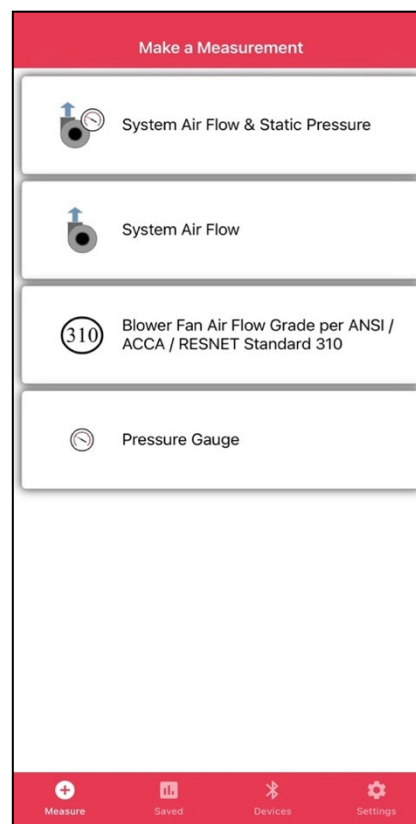 Make a Measurement
System Air Flow & Static Pressure
System Air Flow
310
Blower Fan Air Flow Grade per ANSI /
ACCA / RESNET Standard 310
Pressure Gauge
Measure
Saved
Devices
Settings